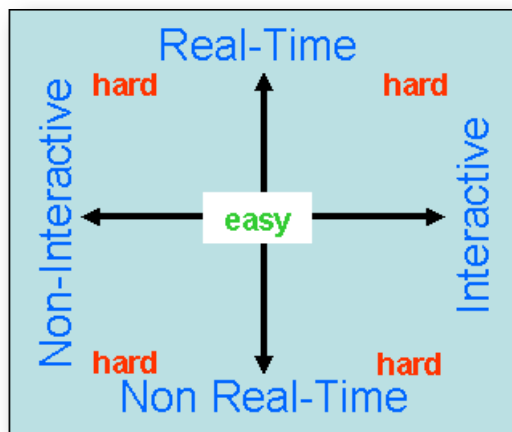 Real-Time
hard
hard
Non-Interactive
easy
Interactive
hard
hard
Non Real-Time